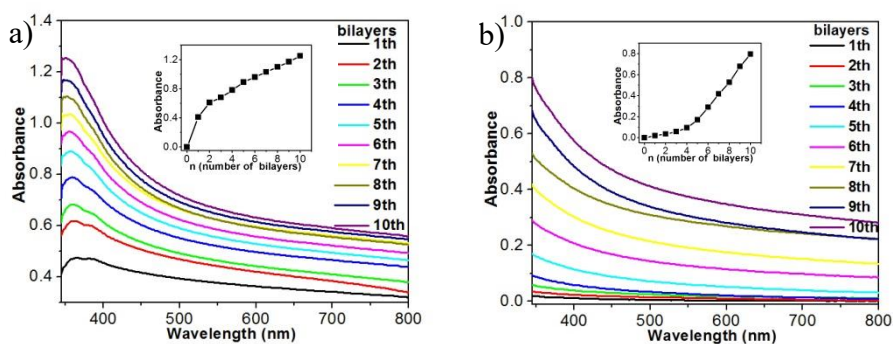 a)
1.4
1.2
1.0
0.8
0.6
0.4
Absorbance
400
500
600
700
800
Wavelength (nm)
bilayers
1th
2th
3th
4th
5th
6th
7th
8th
9th
10th
1.2
0.8
0.4
0.0
Absorbance
0
2
4
6
8
10
n (number of bilayers)
b)
1.0
0.8
0.6
0.4
0.2
0.0
Absorbance
400
500
600
700
800
Wavelength (nm)
bilayers
1th
2th
3th
4th
5th
6th
7th
8th
9th
10th
0.8
0.6
0.4
0.2
0.0
Absorbance
0
2
4
6
8
10
n (number of bilayers)